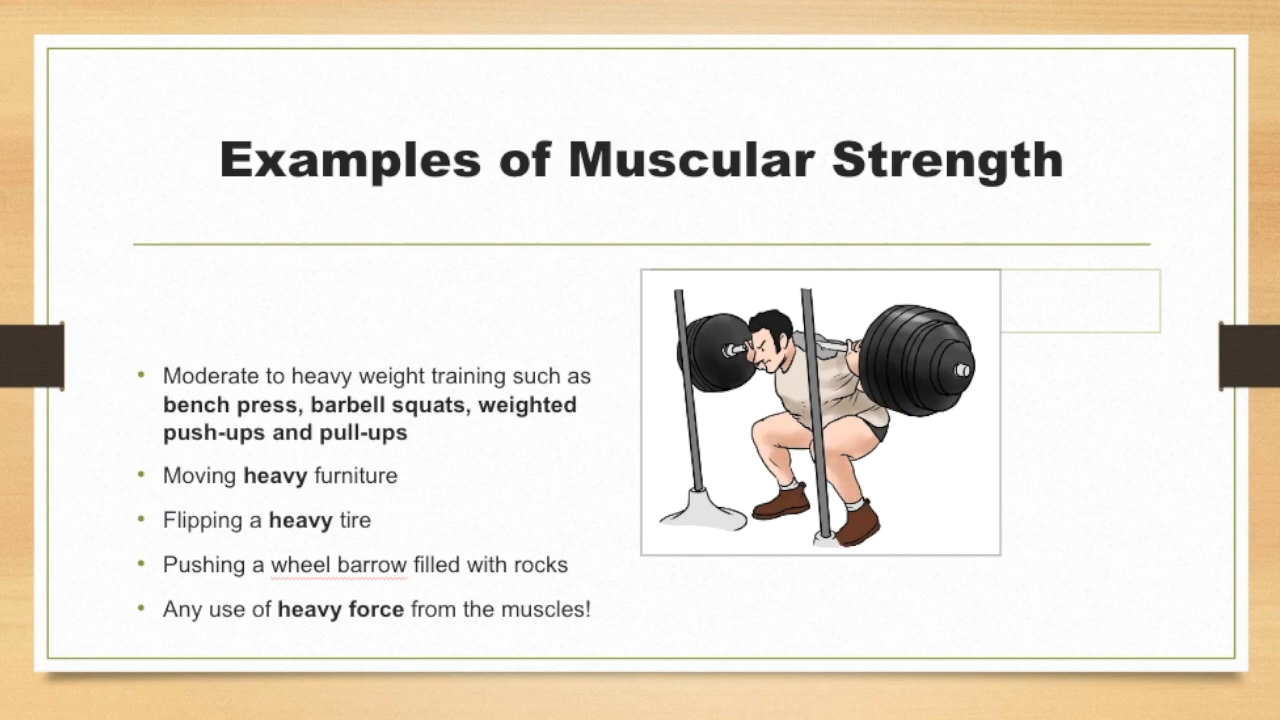 Examples of Muscular Strength
• Moderate to heavy weight training such as
bench press, barbell squats, weighted
push-ups and pull-ups
• Moving heavy furniture
• Flipping a heavy tire
• Pushing a wheel barrow filled with rocks
• Any use of heavy force from the muscles!